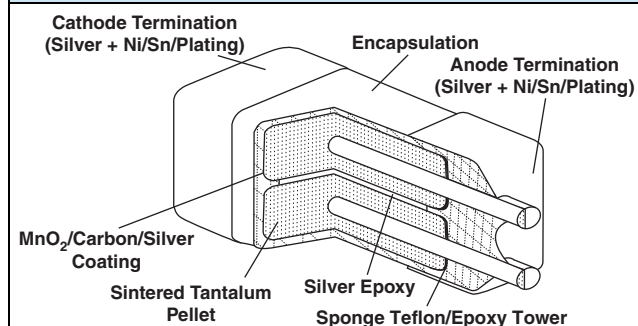 Cathode Termination
(Silver + Ni/Sn/Plating)
Encapsulation
Anode Termination
(Silver + Ni/Sn/Plating)
MnO₂/Carbon/Silver
Coating
Sintered Tantalum
Pellet
Silver Epoxy
Sponge Teflon/Epoxy Tower